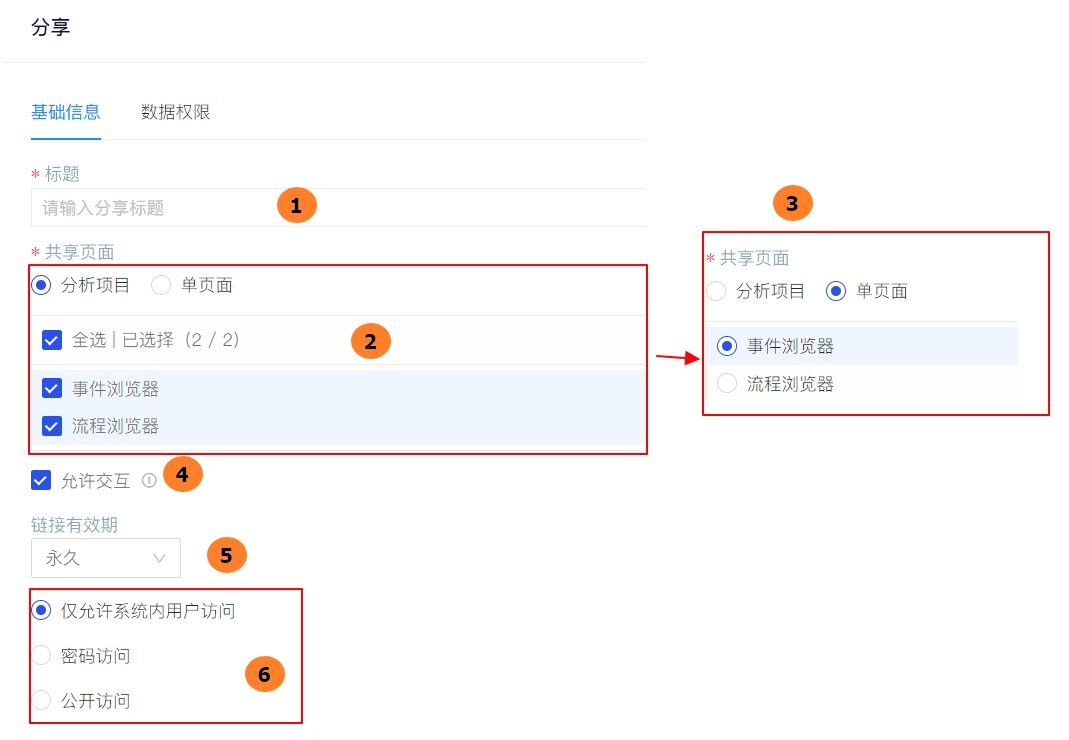 分享
基础信息 数据权限
* 标题
请输入分享标题
1
* 共享页面
分析项目 单页面
全选 | 已选择（2 / 2）
2
事件浏览器
流程浏览器
3
* 共享页面
分析项目 单页面
事件浏览器
流程浏览器
允许交互
4
链接有效期
永久
5
仅允许系统内用户访问
密码访问
6
公开访问